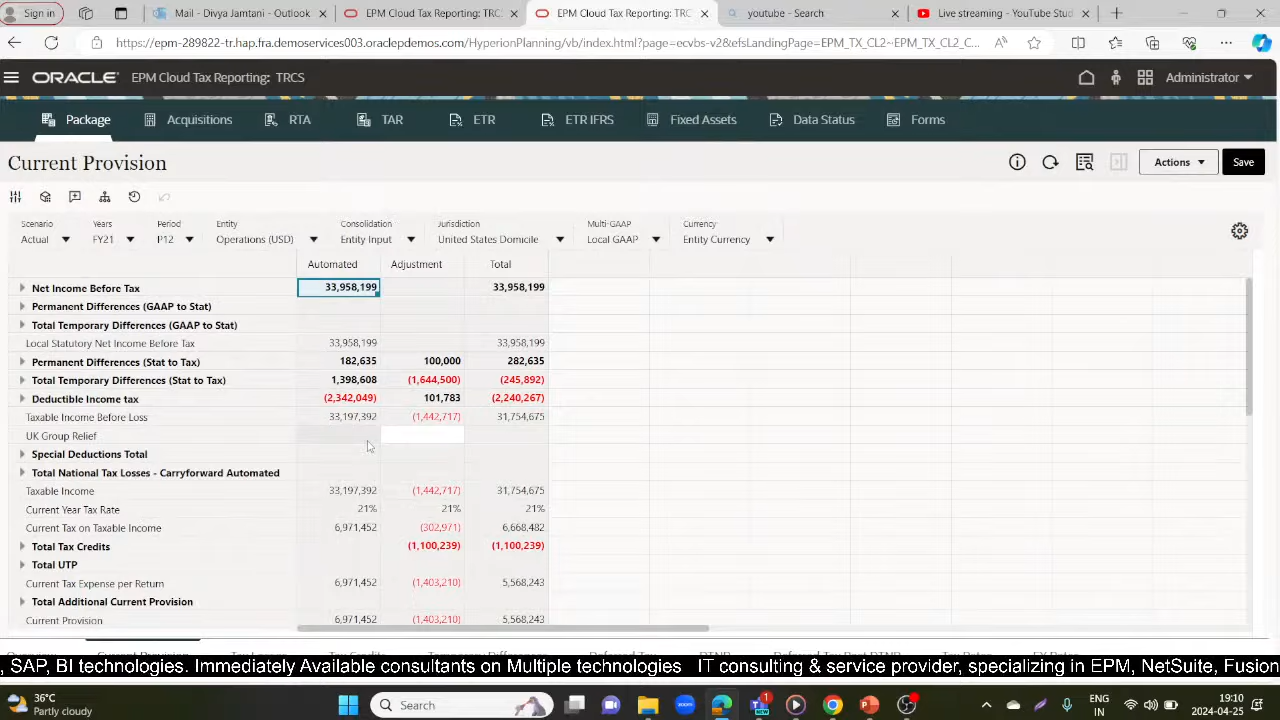 Sign in
Mail - Divya Jamtani - Outlook
EPM Cloud Tax Reporting: TRC
EPM Cloud Tax Reporting: TRC
youtube - Search
Live streaming - YouTube Stud
https://epm-289822-tr.hap.fra.demoservices003.oraclepdemos.com/HyperionPlanning/vb/index.html?page=ecvbs-v2&efsLandingPage=EPM_TX_CL2~EPM_TX_CL2_C...
ORACLE EPM Cloud Tax Reporting: TRCS Administrator
Package Acquisitions RTA TAR ETR ETR IFRS Fixed Assets Data Status Forms
Current Provision Actions Save
Scenario Years Period Entity Consolidation Jurisdiction Multi-GAAP Currency
Actual FY21 P12 Operations (USD) Entity Input United States Domicile Local GAAP Entity Currency
Automated Adjustment Total
Net Income Before Tax 33,958,199 33,958,199
Permanent Differences (GAAP to Stat)
Total Temporary Differences (GAAP to Stat)
Local Statutory Net Income Before Tax 33,958,199 33,958,199
Permanent Differences (Stat to Tax) 182,635 100,000 282,635
Total Temporary Differences (Stat to Tax) 1,398,608 (1,644,500) (245,892)
Deductible Income tax (2,342,049) 101,783 (2,240,267)
Taxable Income Before Loss 33,197,392 (1,442,717) 31,754,675
UK Group Relief
Special Deductions Total
Total National Tax Losses - Carryforward Automated
Taxable Income 33,197,392 (1,442,717) 31,754,675
Current Year Tax Rate 21% 21% 21%
Current Tax on Taxable Income 6,971,452 (302,971) 6,668,482
Total Tax Credits (1,100,239) (1,100,239)
Total UTP
Current Tax Expense per Return 6,971,452 (1,403,210) 5,568,243
Total Additional Current Provision
Current Provision 6,971,452 (1,403,210) 5,568,243
, SAP, BI technologies. Immediately Available consultants on Multiple technologies IT consulting & service provider, specializing in EPM, NetSuite, Fusion
36°C
Partly cloudy
Search
1
NEW
ENG
IN
19:10
2024-04-25